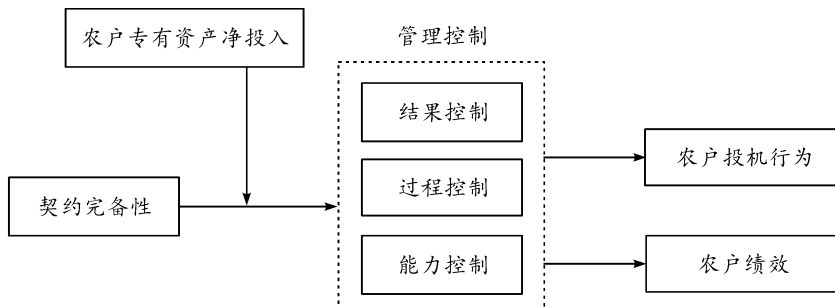 农户专有资产净投入
管理控制
结果控制
农户投机行为
过程控制
契约完备性
能力控制
农户绩效